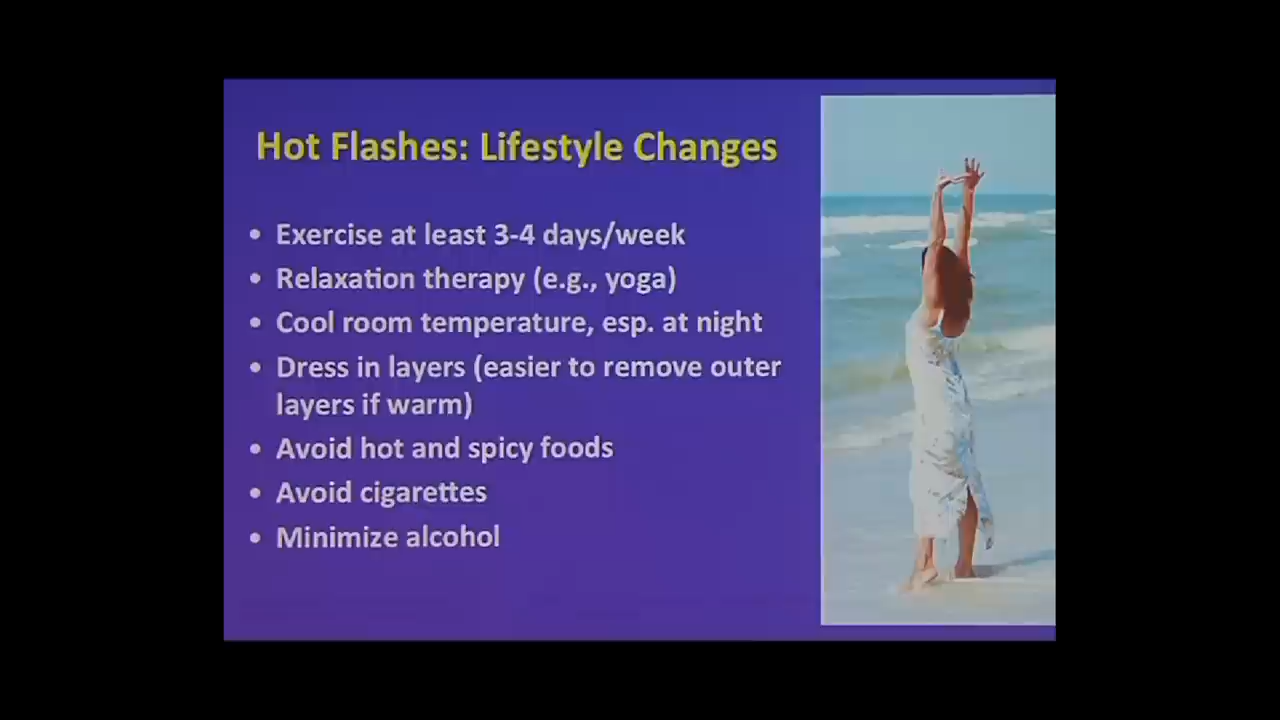 Hot Flashes: Lifestyle Changes
• Exercise at least 3-4 days/week
• Relaxation therapy (e.g., yoga)
• Cool room temperature, esp. at night
• Dress in layers (easier to remove outer
layers if warm)
• Avoid hot and spicy foods
• Avoid cigarettes
• Minimize alcohol